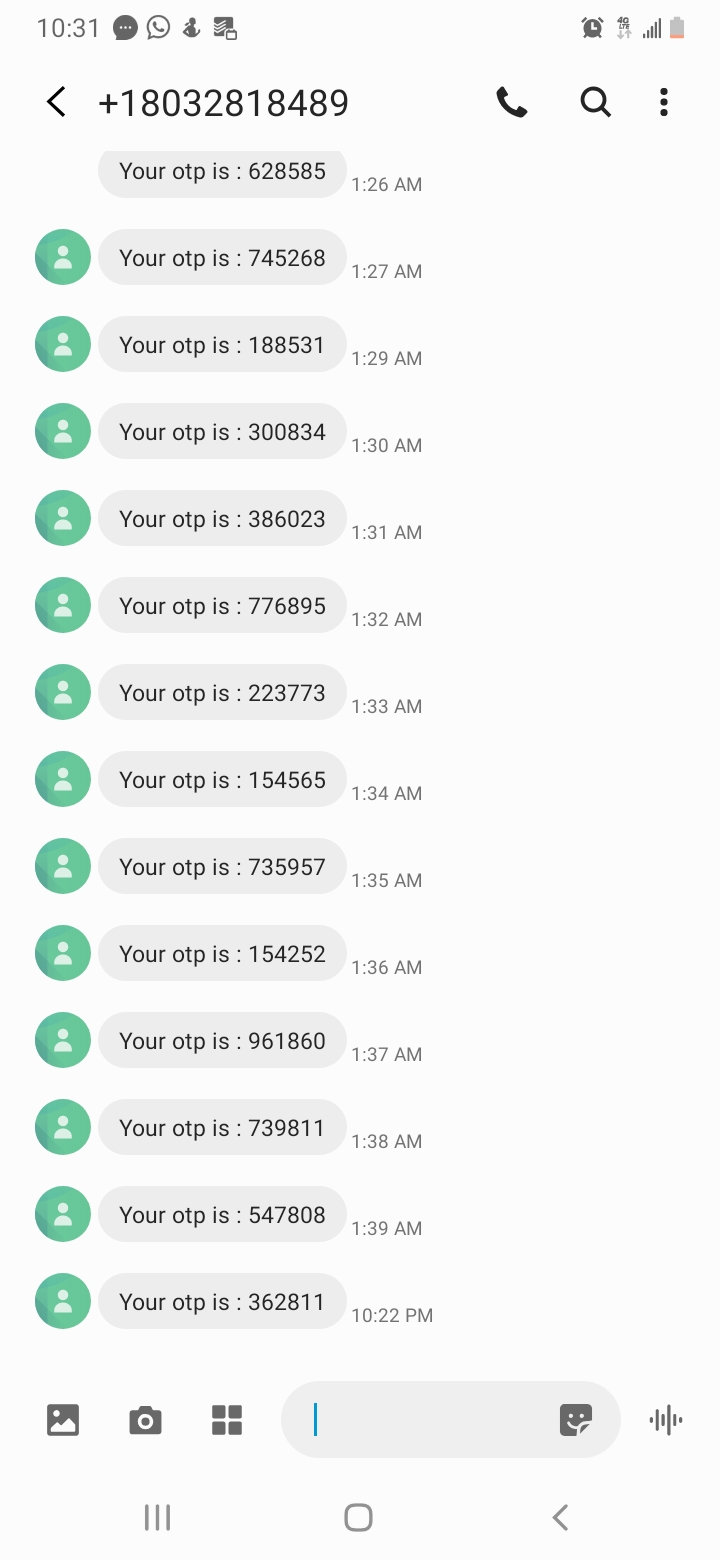 10:31
4G
LTE
+18032818489
Your otp is : 628585 1:26 AM
Your otp is : 745268 1:27 AM
Your otp is : 188531 1:29 AM
Your otp is : 300834 1:30 AM
Your otp is : 386023 1:31 AM
Your otp is : 776895 1:32 AM
Your otp is : 223773 1:33 AM
Your otp is : 154565 1:34 AM
Your otp is : 735957 1:35 AM
Your otp is : 154252 1:36 AM
Your otp is : 961860 1:37 AM
Your otp is : 739811 1:38 AM
Your otp is : 547808 1:39 AM
Your otp is : 362811 10:22 PM